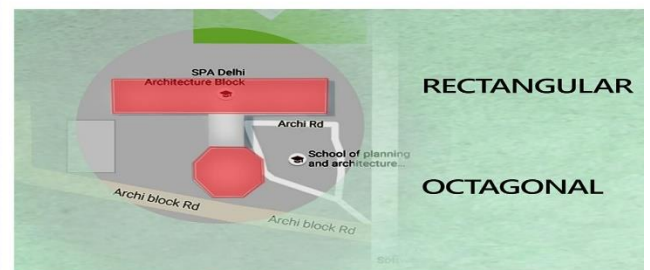 SPA Delhi
Architecture Block
RECTANGULAR
Archi Rd
School of planning
and architecture...
OCTAGONAL
Archi block Rd
Archi block Rd